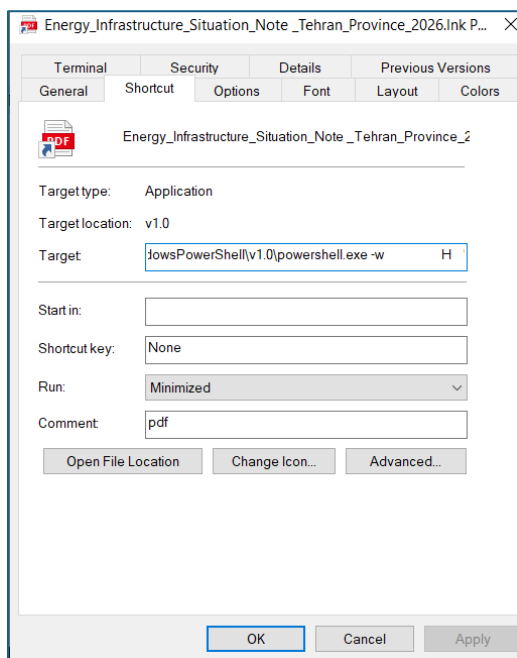 Energy_Infrastructure_Situation_Note _Tehran_Province_2026.lnk P...
Terminal Security Details Previous Versions
General Shortcut Options Font Layout Colors
PDF
Energy_Infrastructure_Situation_Note _Tehran_Province_2
Target type: Application
Target location: v1.0
Target: dowsPowerShell\v1.0\powershell.exe -w H
Start in:
Shortcut key: None
Run: Minimized
Comment: pdf
Open File Location Change Icon... Advanced...
OK Cancel Apply